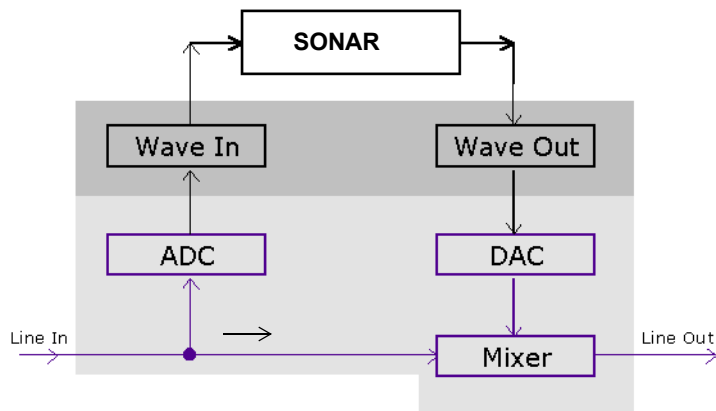 SONAR
Wave In
Wave Out
ADC
DAC
Line In
Mixer
Line Out